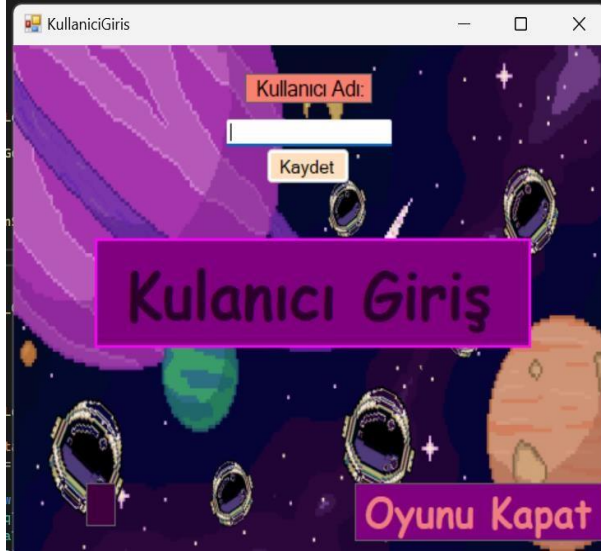 KullaniciGiris
Kullanıcı Adı:
Kaydet
Kulanıcı Giriş
Oyunu Kapat